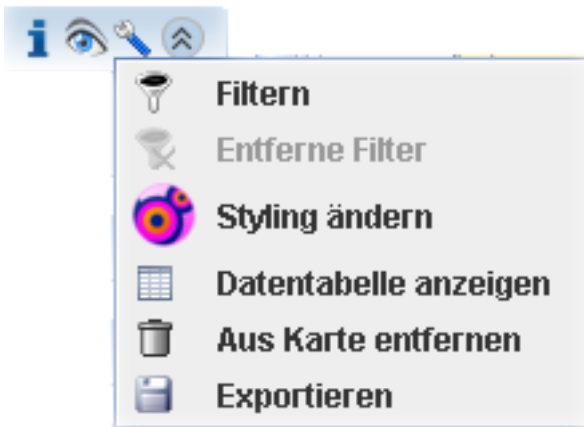 Filtern
Entferne Filter
Styling ändern
Datentabelle anzeigen
Aus Karte entfernen
Exportieren